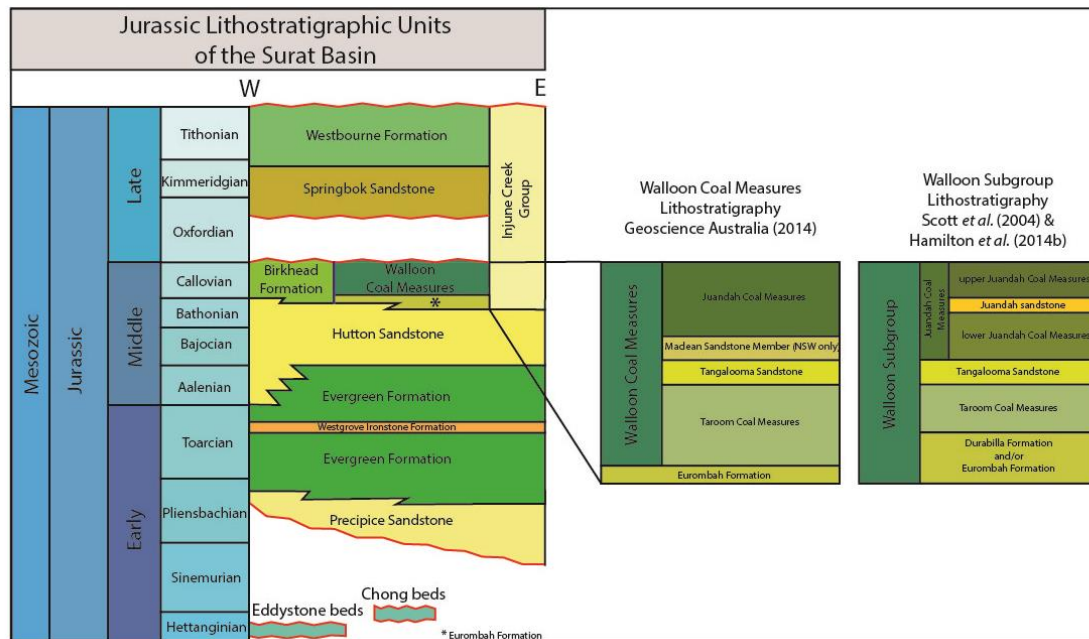 Jurassic Lithostratigraphic Units
of the Surat Basin
W
E
Mesozoic
Jurassic
Late
Middle
Early
Tithonian
Kimmeridgian
Oxfordian
Callovian
Bathonian
Bajocian
Aalenian
Toarcian
Pliensbachian
Sinemurian
Hettanginian
Westbourne Formation
Springbok Sandstone
Injune Creek
Group
Birkhead
Formation
Walloon
Coal Measures
*
Hutton Sandstone
Evergreen Formation
Westgrove Ironstone Formation
Evergreen Formation
Precipice Sandstone
Chong beds
Eddystone beds
* Eurombah Formation
Walloon Coal Measures
Lithostratigraphy
Geoscience Australia (2014)
Walloon Coal Measures
Juandah Coal Measures
Maclean Sandstone Member (NSW only)
Tangalooma Sandstone
Taroom Coal Measures
Eurombah Formation
Walloon Subgroup
Lithostratigraphy
Scott et al. (2004) &
Hamilton et al. (2014b)
Walloon Subgroup
Juandah Coal
Measures
upper Juandah Coal Measures
Juandah sandstone
lower Juandah Coal Measures
Tangalooma Sandstone
Taroom Coal Measures
Durabilla Formation
and/or
Eurombah Formation